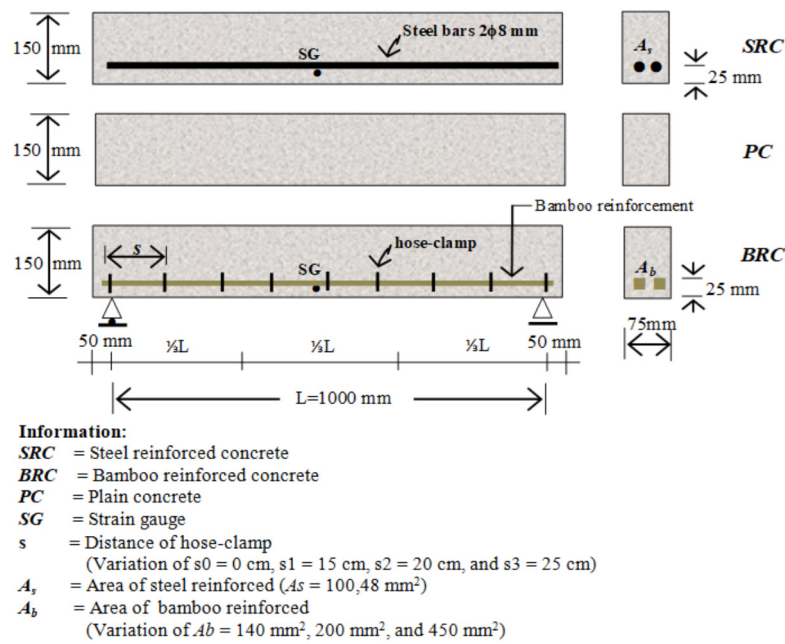 150 mm
Steel bars 2ϕ8 mm
SG
A_s
SRC
25 mm
150 mm
PC
Bamboo reinforcement
150 mm
s
hose-clamp
SG
A_b
BRC
25 mm
75mm
50 mm
⅓L
⅓L
⅓L
50 mm
L=1000 mm
Information:
SRC = Steel reinforced concrete
BRC = Bamboo reinforced concrete
PC = Plain concrete
SG = Strain gauge
s = Distance of hose-clamp
(Variation of s0 = 0 cm, s1 = 15 cm, s2 = 20 cm, and s3 = 25 cm)
A_s = Area of steel reinforced (As = 100,48 mm²)
A_b = Area of bamboo reinforced
(Variation of Ab = 140 mm², 200 mm², and 450 mm²)